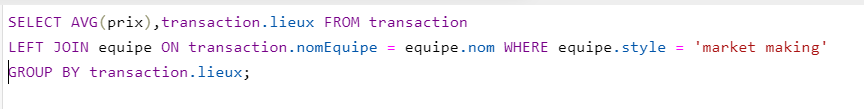 SELECT AVG(prix),transaction.lieux FROM transaction
LEFT JOIN equipe ON transaction.nomEquipe = equipe.nom WHERE equipe.style = 'market making'
GROUP BY transaction.lieux;